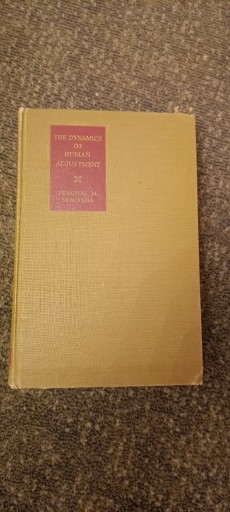 THE DYNAMICS
OF
HUMAN
ADJUSTMENT
PERCIVAL M.
SYMONDS